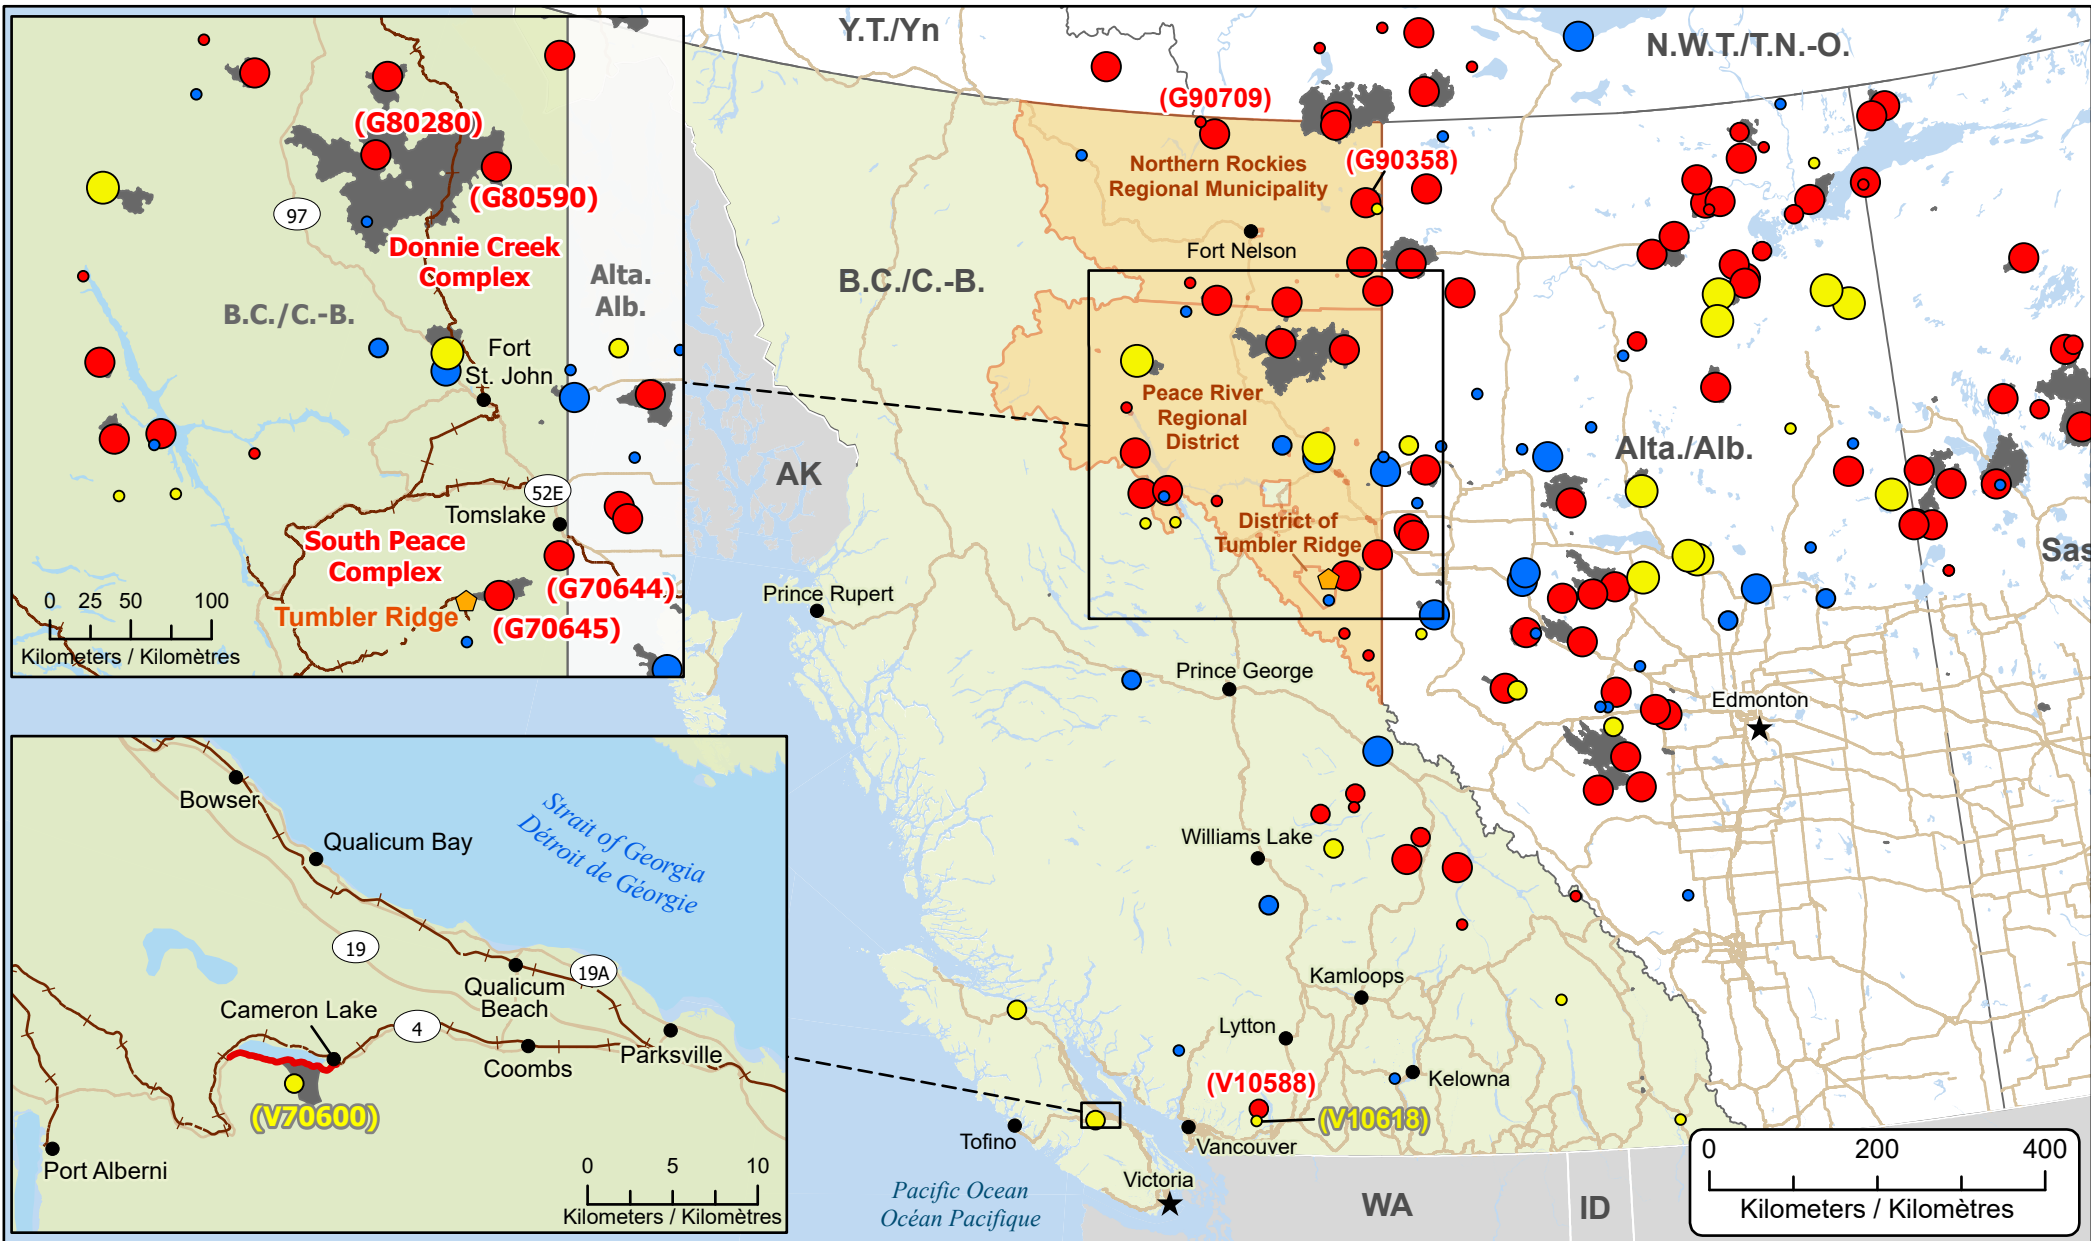 Y.T./Yn
N.W.T./T.N.-O.
(G90709)
Northern Rockies
Regional Municipality
(G90358)
Fort Nelson
B.C./C.-B.
Peace River
Regional
District
District of
Tumbler Ridge
Alta./Alb.
Sas
AK
Prince Rupert
Prince George
Edmonton
Williams Lake
Kamloops
Lytton
Kelowna
(V10588)
(V10618)
Tofino
Vancouver
Victoria
Pacific Ocean
Océan Pacifique
WA
ID
0 200 400
Kilometers / Kilomètres
(G80280)
(G80590)
97
Donnie Creek
Complex
Alta.
Alb.
B.C./C.-B.
Fort
St. John
52E
Tomslake
South Peace
Complex
(G70644)
Tumbler Ridge
(G70645)
0 25 50 100
Kilometers / Kilomètres
Bowser
Qualicum Bay
Strait of Georgia
Détroit de Géorgie
19
19A
Qualicum
Beach
Cameron Lake
4
Coombs
Parksville
(V70600)
Port Alberni
0 5 10
Kilometers / Kilomètres